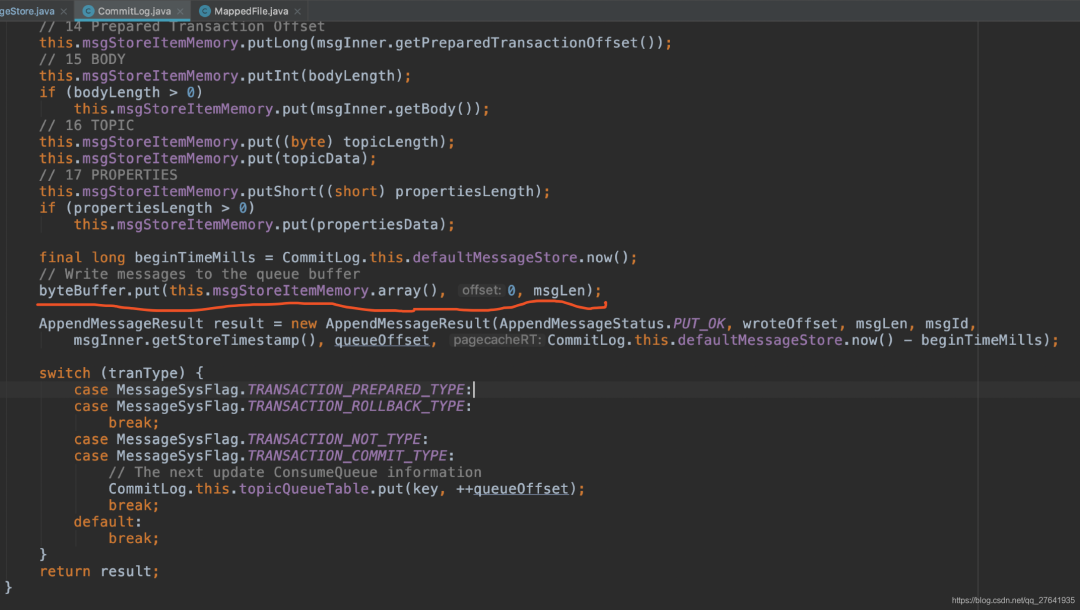 geStore.java × CommitLog.java × MappedFile.java ×
// 14 Prepared Transaction Offset
this.msgStoreItemMemory.putLong(msgInner.getPreparedTransactionOffset());
// 15 BODY
this.msgStoreItemMemory.putInt(bodyLength);
if (bodyLength > 0)
this.msgStoreItemMemory.put(msgInner.getBody());
// 16 TOPIC
this.msgStoreItemMemory.put((byte) topicLength);
this.msgStoreItemMemory.put(topicData);
// 17 PROPERTIES
this.msgStoreItemMemory.putShort((short) propertiesLength);
if (propertiesLength > 0)
this.msgStoreItemMemory.put(propertiesData);
final long beginTimeMills = CommitLog.this.defaultMessageStore.now();
// Write messages to the queue buffer
byteBuffer.put(this.msgStoreItemMemory.array(), offset: 0, msgLen);
AppendMessageResult result = new AppendMessageResult(AppendMessageStatus.PUT_OK, wroteOffset, msgLen, msgId,
msgInner.getStoreTimestamp(), queueOffset, pagecacheRT: CommitLog.this.defaultMessageStore.now() - beginTimeMills);
switch (tranType) {
case MessageSysFlag.TRANSACTION_PREPARED_TYPE:
case MessageSysFlag.TRANSACTION_ROLLBACK_TYPE:
break;
case MessageSysFlag.TRANSACTION_NOT_TYPE:
case MessageSysFlag.TRANSACTION_COMMIT_TYPE:
// The next update ConsumeQueue information
CommitLog.this.topicQueueTable.put(key, ++queueOffset);
break;
default:
break;
}
return result;
}
https://blog.csdn.net/qq_27641935